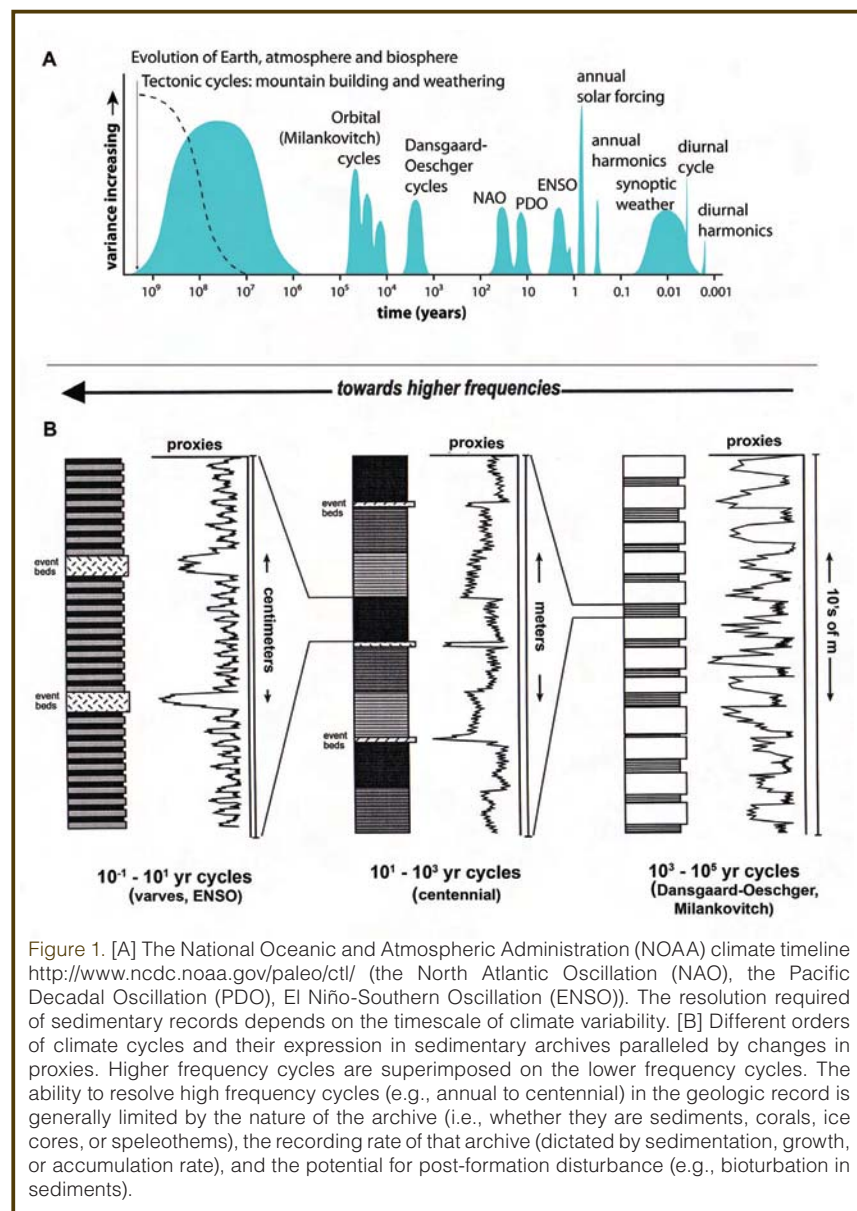 A
Evolution of Earth, atmosphere and biosphere
Tectonic cycles: mountain building and weathering
variance increasing
Orbital
(Milankovitch)
cycles
Dansgaard-
Oeschger
cycles
NAO
PDO
ENSO
annual
solar forcing
annual
harmonics
synoptic
weather
diurnal
cycle
diurnal
harmonics
10⁹ 10⁸ 10⁷ 10⁶ 10⁵ 10⁴ 10³ 10² 10 1 0.1 0.01 0.001
time (years)
towards higher frequencies
B
proxies
event
beds
event
beds
centimeters
10⁻¹ - 10¹ yr cycles
(varves, ENSO)
proxies
event
beds
event
beds
event
beds
meters
10¹ - 10³ yr cycles
(centennial)
proxies
10's of m
10³ - 10⁵ yr cycles
(Dansgaard-Oeschger,
Milankovitch)
Figure 1. [A] The National Oceanic and Atmospheric Administration (NOAA) climate timeline
http://www.ncdc.noaa.gov/paleo/ctl/ (the North Atlantic Oscillation (NAO), the Pacific
Decadal Oscillation (PDO), El Niño-Southern Oscillation (ENSO)). The resolution required
of sedimentary records depends on the timescale of climate variability. [B] Different orders
of climate cycles and their expression in sedimentary archives paralleled by changes in
proxies. Higher frequency cycles are superimposed on the lower frequency cycles. The
ability to resolve high frequency cycles (e.g., annual to centennial) in the geologic record is
generally limited by the nature of the archive (i.e., whether they are sediments, corals, ice
cores, or speleothems), the recording rate of that archive (dictated by sedimentation, growth,
or accumulation rate), and the potential for post-formation disturbance (e.g., bioturbation in
sediments).